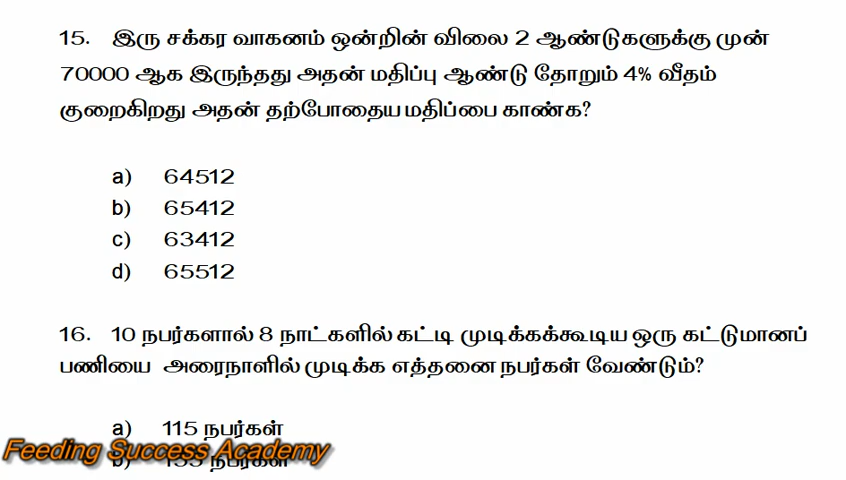 15. இரு சக்கர வாகனம் ஒன்றின் விலை 2 ஆண்டுகளுக்கு முன்
70000 ஆக இருந்தது அதன் மதிப்பு ஆண்டு தோறும் 4% வீதம்
குறைகிறது அதன் தற்போதைய மதிப்பை காண்க?
a) 64512
b) 65412
c) 63412
d) 65512
16. 10 நபர்களால் 8 நாட்களில் கட்டி முடிக்கக்கூடிய ஒரு கட்டுமானப்
பணியை அரைநாளில் முடிக்க எத்தனை நபர்கள் வேண்டும்?
a) 115 நபர்கள்
Feeding Success Academy
b) நபர்கள்